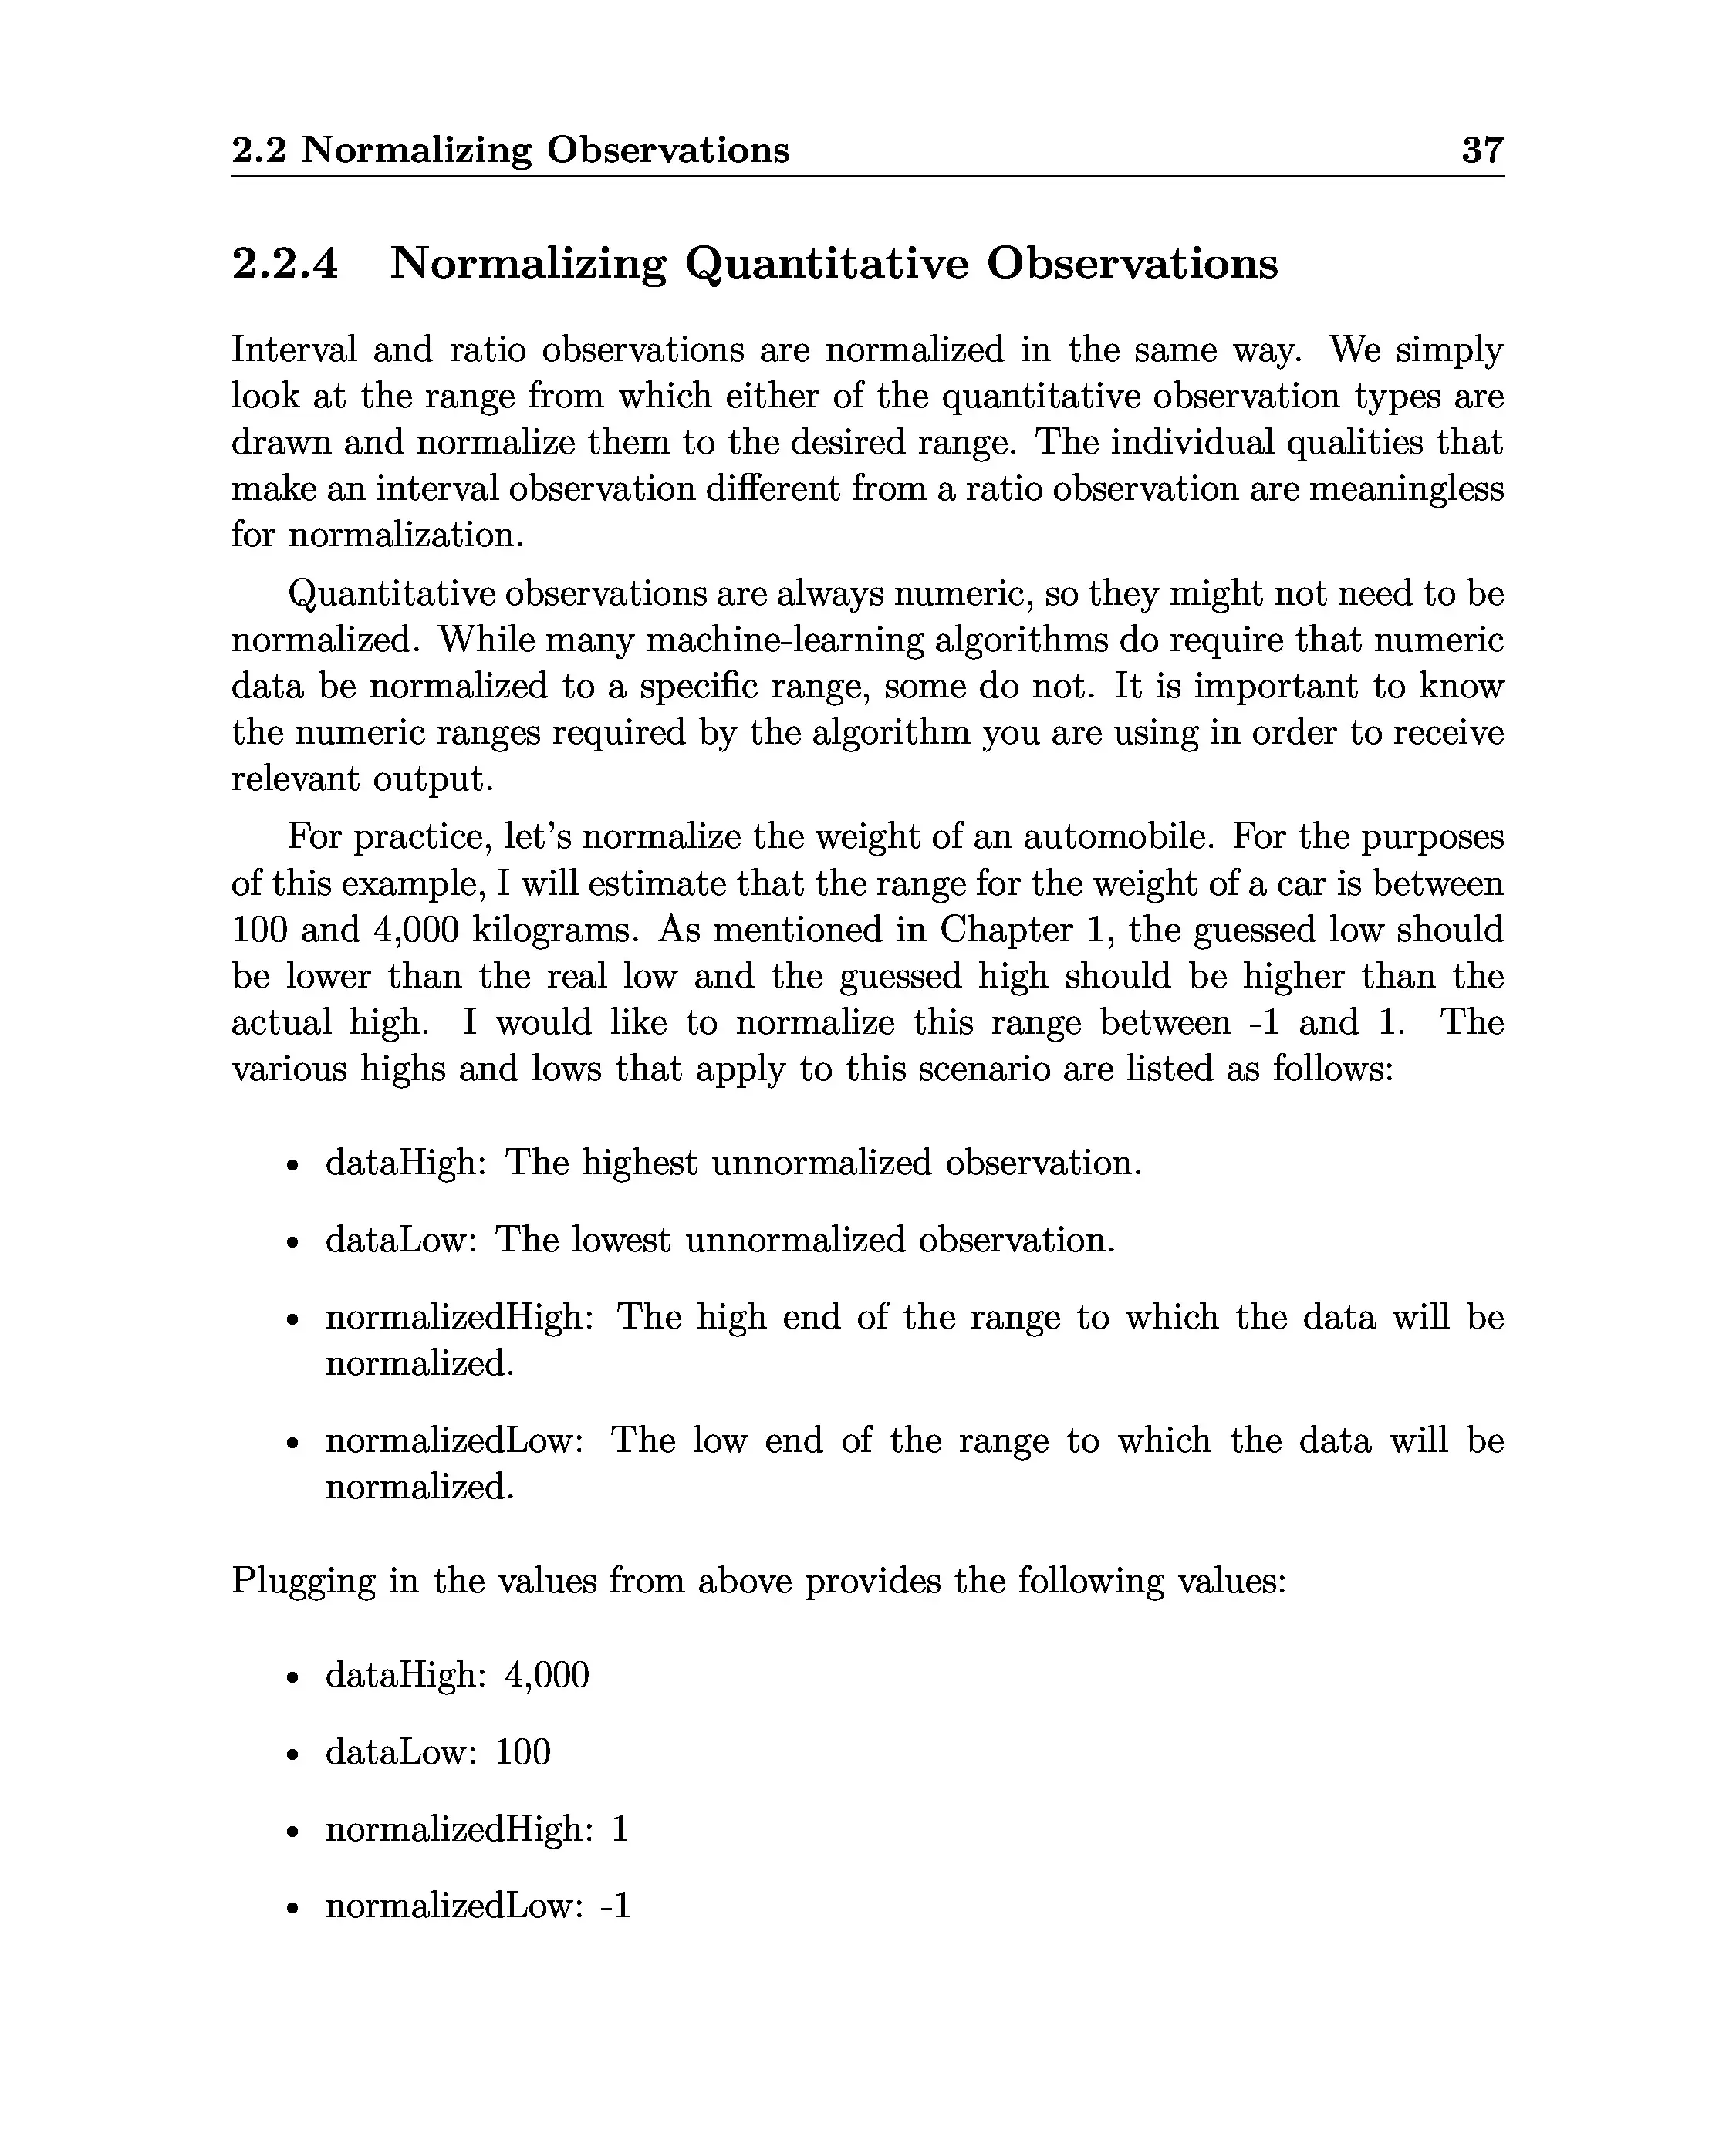 2.2 Normalizing Observations 37
2.2.4 Normalizing Quantitative Observations
Interval and ratio observations are normalized in the same way. We simply
look at the range from which either of the quantitative observation types are
drawn and normalize them to the desired range. The individual qualities that
make an interval observation different from a ratio observation are meaningless
for normalization.
Quantitative observations are always numeric, so they might not need to be
normalized. While many machine-learning algorithms do require that numeric
data be normalized to a specific range, some do not. It is important to know
the numeric ranges required by the algorithm you are using in order to receive
relevant output.
For practice, let’s normalize the weight of an automobile. For the purposes
of this example, I will estimate that the range for the weight of a car is between
100 and 4,000 kilograms. As mentioned in Chapter 1, the guessed low should
be lower than the real low and the guessed high should be higher than the
actual high. I would like to normalize this range between -1 and 1. The
various highs and lows that apply to this scenario are listed as follows:
• dataHigh: The highest unnormalized observation.
• dataLow: The lowest unnormalized observation.
• normalizedHigh: The high end of the range to which the data will be
normalized.
• normalizedLow: The low end of the range to which the data will be
normalized.
Plugging in the values from above provides the following values:
• dataHigh: 4,000
• dataLow: 100
• normalizedHigh: 1
• normalizedLow: -1